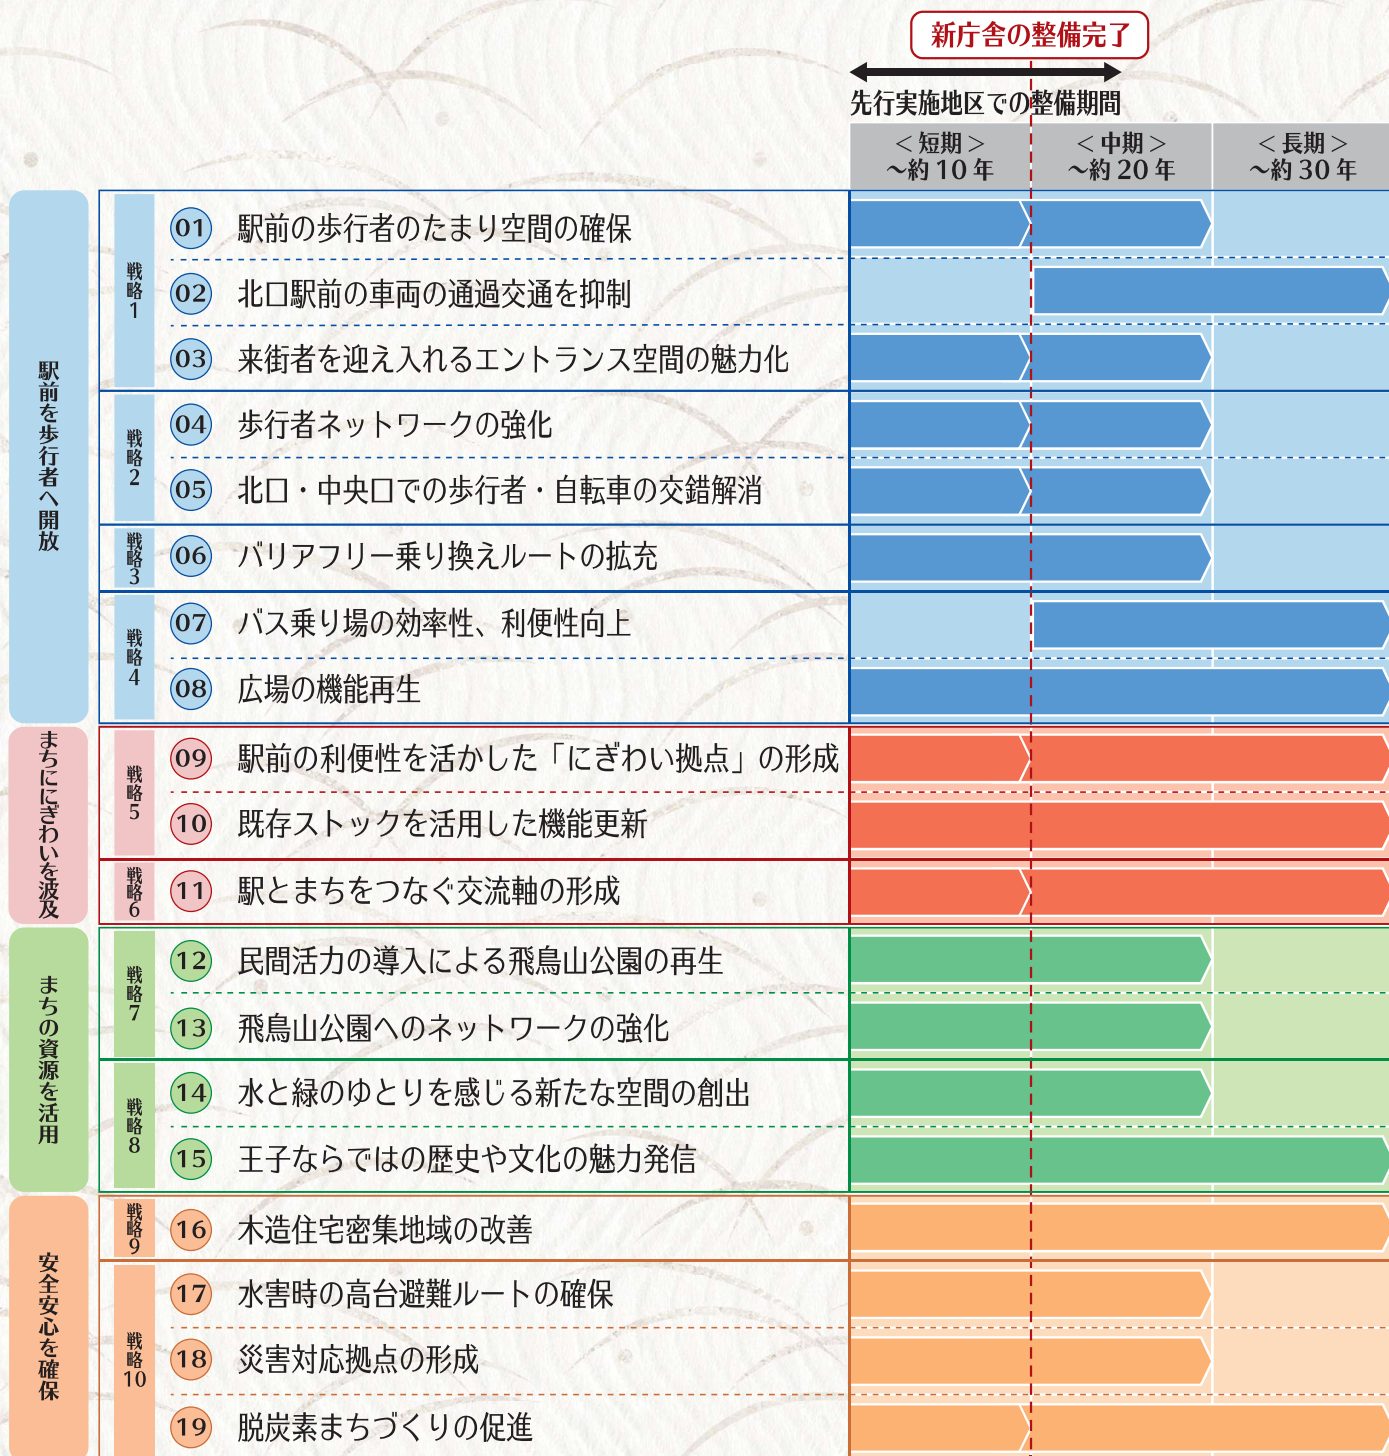 新庁舎の整備完了
先行実施地区での整備期間
＜短期＞
～約10年
＜中期＞
～約20年
＜長期＞
～約30年
駅前を歩行者へ開放
戦略1
01 駅前の歩行者のたまり空間の確保
02 北口駅前の車両の通過交通を抑制
03 来街者を迎え入れるエントランス空間の魅力化
戦略2
04 歩行者ネットワークの強化
05 北口・中央口での歩行者・自転車の交錯解消
戦略3
06 バリアフリー乗り換えルートの拡充
戦略4
07 バス乗り場の効率性、利便性向上
08 広場の機能再生
まちににぎわいを波及
戦略5
09 駅前の利便性を活かした「にぎわい拠点」の形成
10 既存ストックを活用した機能更新
戦略6
11 駅とまちをつなぐ交流軸の形成
まちの資源を活用
戦略7
12 民間活力の導入による飛鳥山公園の再生
13 飛鳥山公園へのネットワークの強化
戦略8
14 水と緑のゆとりを感じる新たな空間の創出
15 王子ならではの歴史や文化の魅力発信
安全安心を確保
戦略9
16 木造住宅密集地域の改善
戦略10
17 水害時の高台避難ルートの確保
18 災害対応拠点の形成
19 脱炭素まちづくりの促進